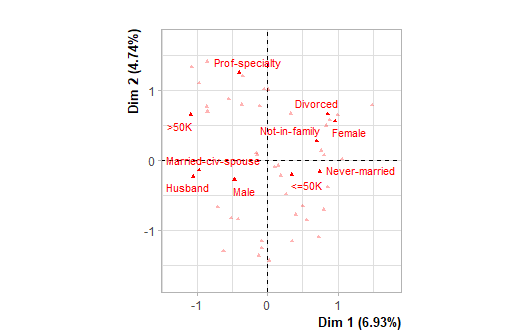 Dim 2 (4.74%)
Prof-specialty
1
Divorced
>50K
Not-in-family
Female
0
Married-civ-spouse
Never-married
Husband
Male
<=50K
-1
-1
0
1
Dim 1 (6.93%)